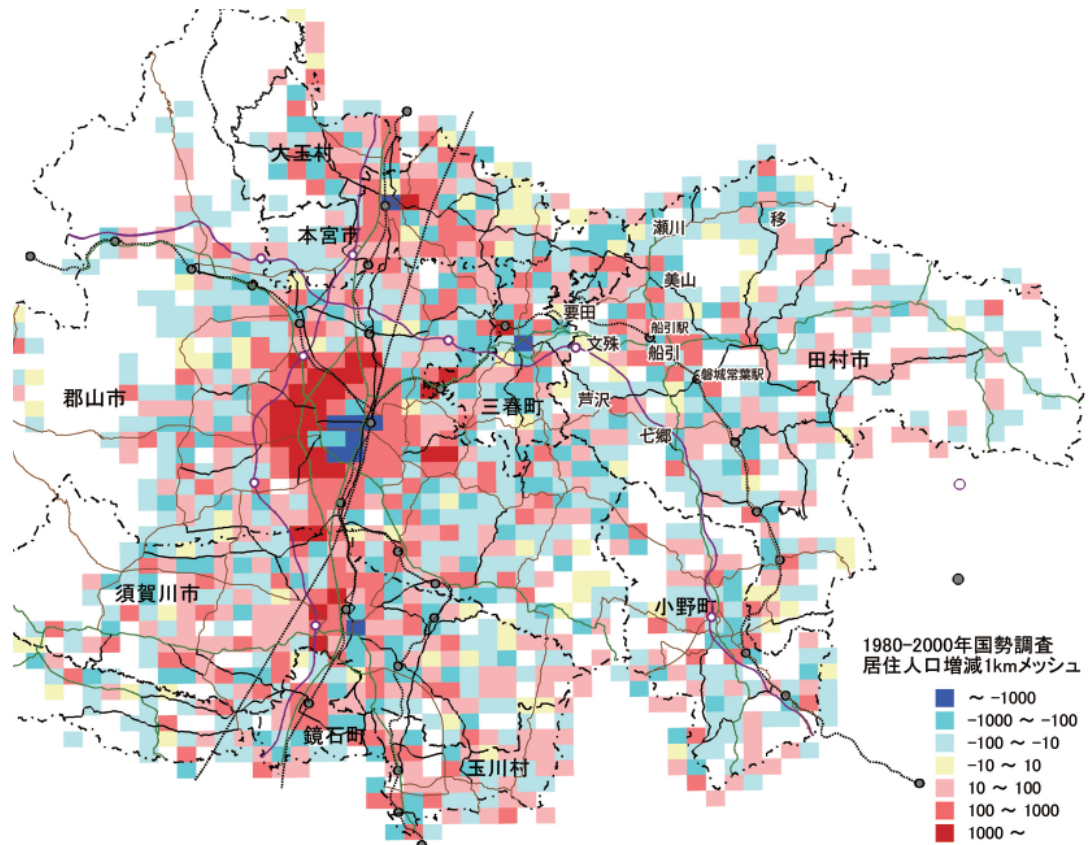 大玉村
本宮市
瀬川
移
美山
要田
船引駅
文殊
船引
田村市
磐城常葉駅
郡山市
三春町
芦沢
七郷
須賀川市
小野町
鏡石町
玉川村
1980-2000年国勢調査
居住人口増減1kmメッシュ
～ -1000
-1000 ～ -100
-100 ～ -10
-10 ～ 10
10 ～ 100
100 ～ 1000
1000 ～